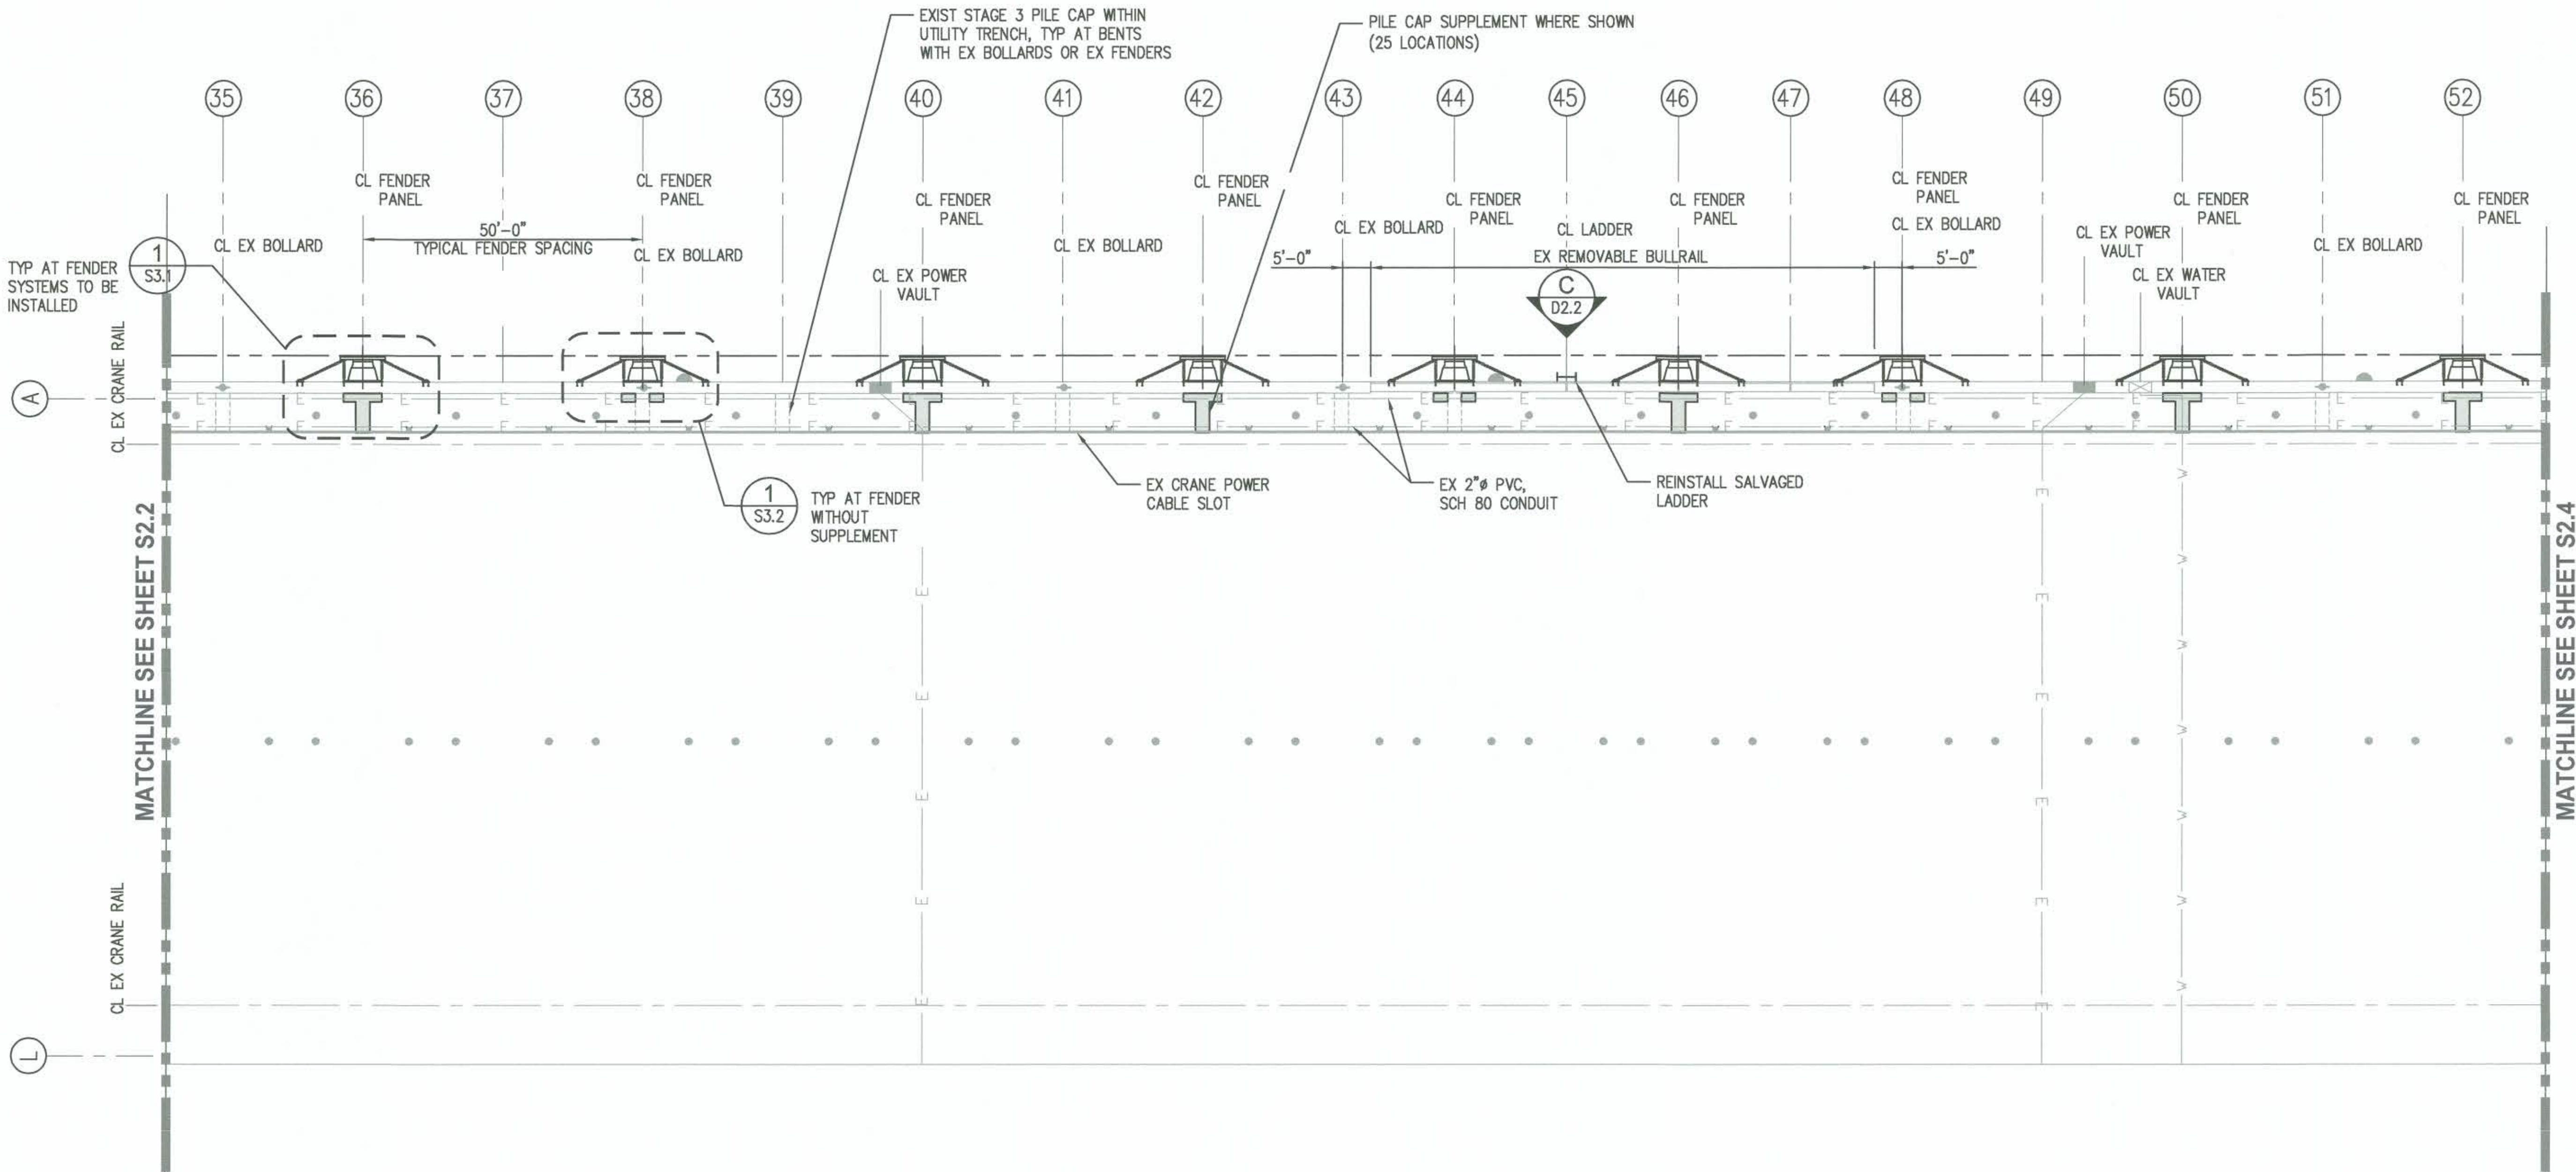 EXIST STAGE 3 PILE CAP WITHIN
UTILITY TRENCH, TYP AT BENTS
WITH EX BOLLARDS OR EX FENDERS
PILE CAP SUPPLEMENT WHERE SHOWN
(25 LOCATIONS)
35
36
37
38
39
40
41
42
43
44
45
46
47
48
49
50
51
52
CL FENDER
PANEL
CL FENDER
PANEL
CL FENDER
PANEL
CL FENDER
PANEL
CL FENDER
PANEL
CL FENDER
PANEL
CL FENDER
PANEL
CL FENDER
PANEL
CL FENDER
PANEL
50'-0"
TYPICAL FENDER SPACING
CL EX BOLLARD
CL EX BOLLARD
CL EX BOLLARD
CL EX BOLLARD
CL LADDER
CL EX BOLLARD
CL EX BOLLARD
CL EX POWER
VAULT
CL EX POWER
VAULT
CL EX WATER
VAULT
5'-0"
EX REMOVABLE BULLRAIL
5'-0"
C
D2.2
1
S3.1
TYP AT FENDER
SYSTEMS TO BE
INSTALLED
A
CL EX CRANE RAIL
E E E E E E E E E E E E E E E E E E E E E E E E E E E E E E E E E E
1
S3.2
TYP AT FENDER
WITHOUT
SUPPLEMENT
EX CRANE POWER
CABLE SLOT
EX 2"ø PVC,
SCH 80 CONDUIT
REINSTALL SALVAGED
LADDER
MATCHLINE SEE SHEET S2.2
MATCHLINE SEE SHEET S2.4
E E E E E
E E E E E E
W W W W W W W
CL EX CRANE RAIL
L